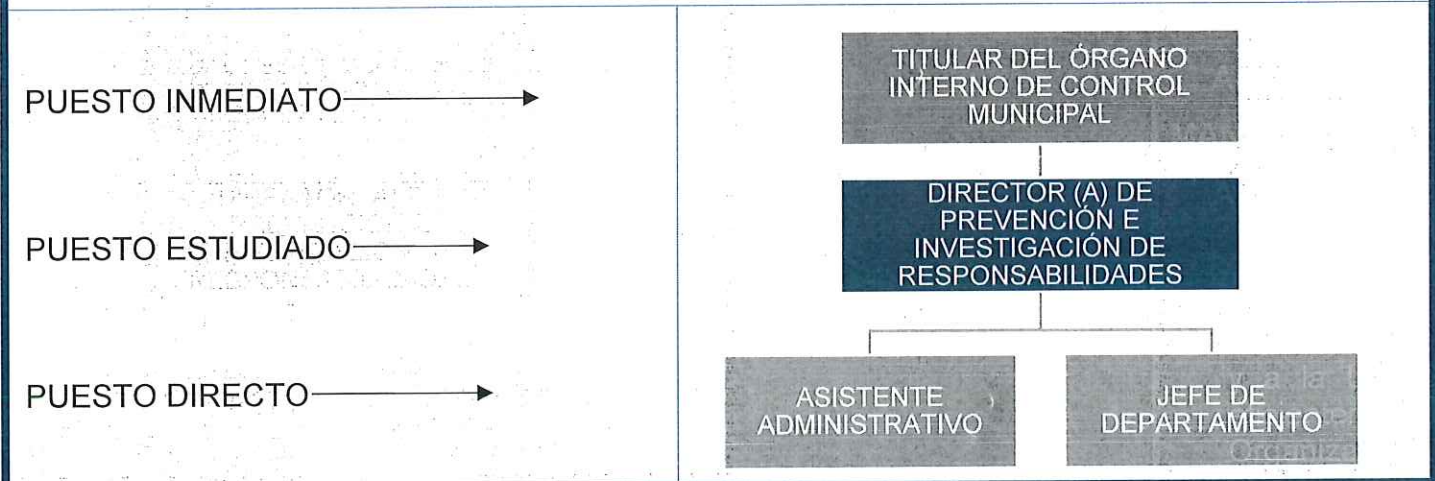 PUESTO INMEDIATO
TITULAR DEL ÓRGANO
INTERNO DE CONTROL
MUNICIPAL
PUESTO ESTUDIADO
DIRECTOR (A) DE
PREVENCIÓN E
INVESTIGACIÓN DE
RESPONSABILIDADES
PUESTO DIRECTO
ASISTENTE
ADMINISTRATIVO
JEFE DE
DEPARTAMENTO